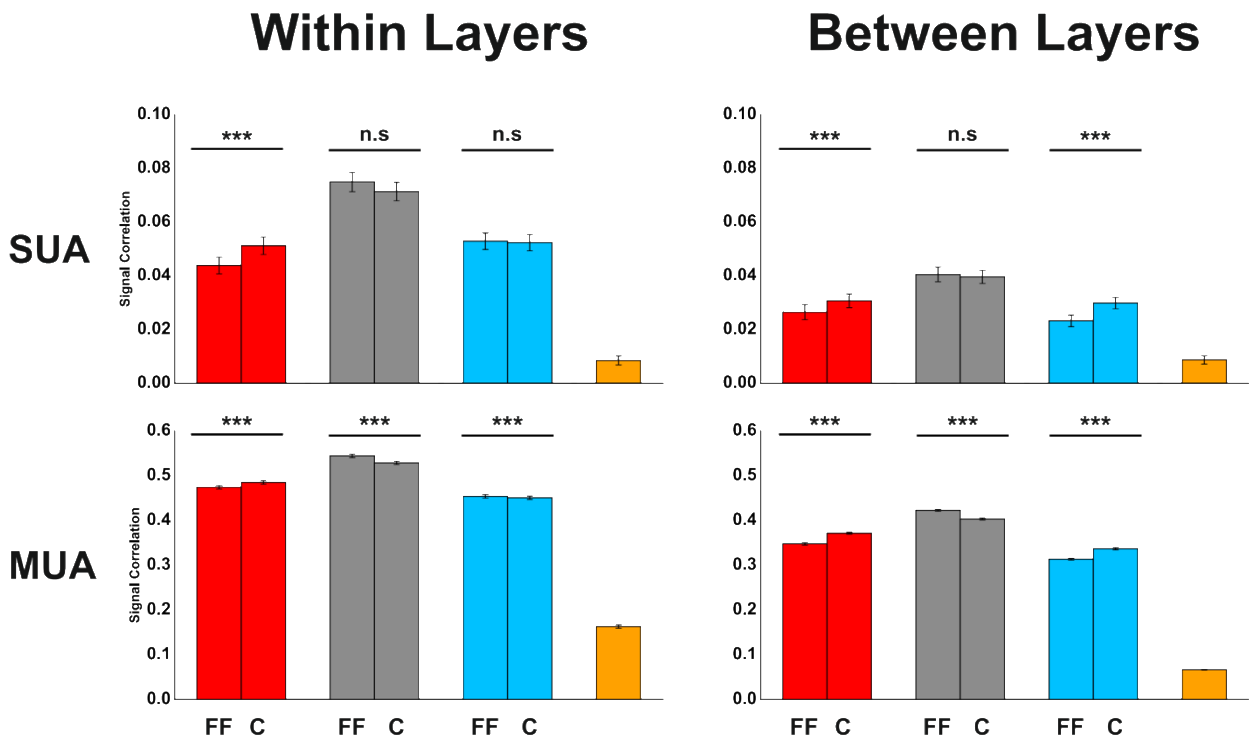 Within Layers
Between Layers
SUA
Signal Correlation
0.10
0.08
0.06
0.04
0.02
0.00
***
n.s
n.s
0.10
0.08
0.06
0.04
0.02
0.00
***
n.s
***
MUA
Signal Correlation
0.6
0.5
0.4
0.3
0.2
0.1
0.0
***
***
***
FF C
FF C
FF C
0.6
0.5
0.4
0.3
0.2
0.1
0.0
***
***
***
FF C
FF C
FF C